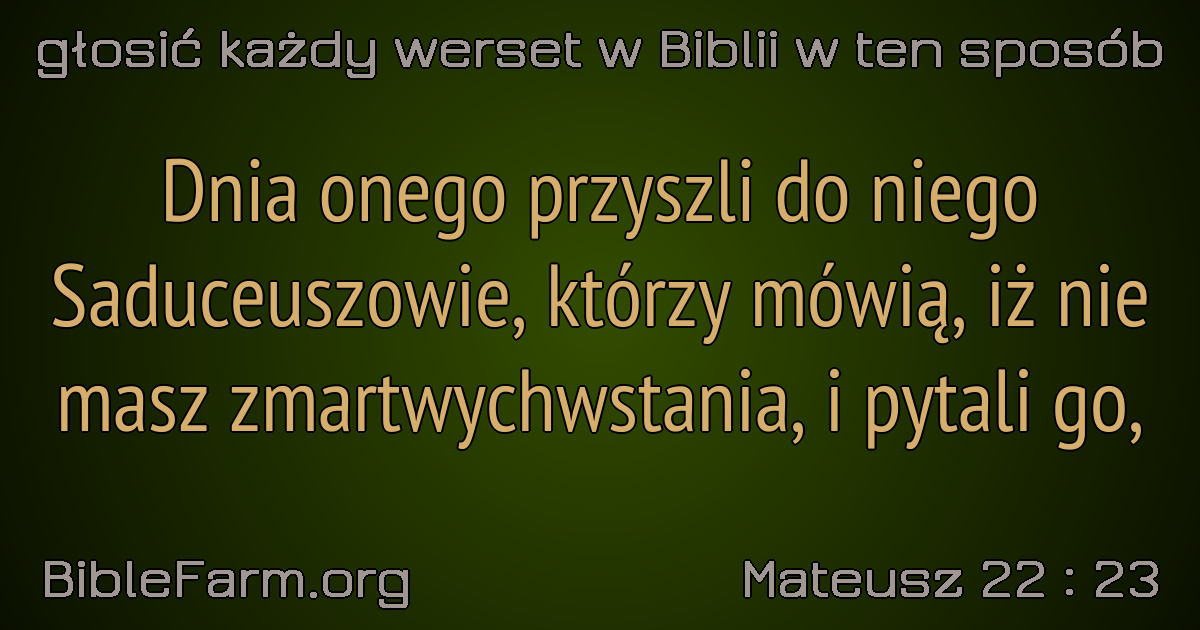 głosić każdy werset w Biblii w ten sposób
Dnia onego przyszli do niego
Saduceuszowie, którzy mówią, iż nie
masz zmartwychwstania, i pytali go,
BibleFarm.org
Mateusz 22 : 23